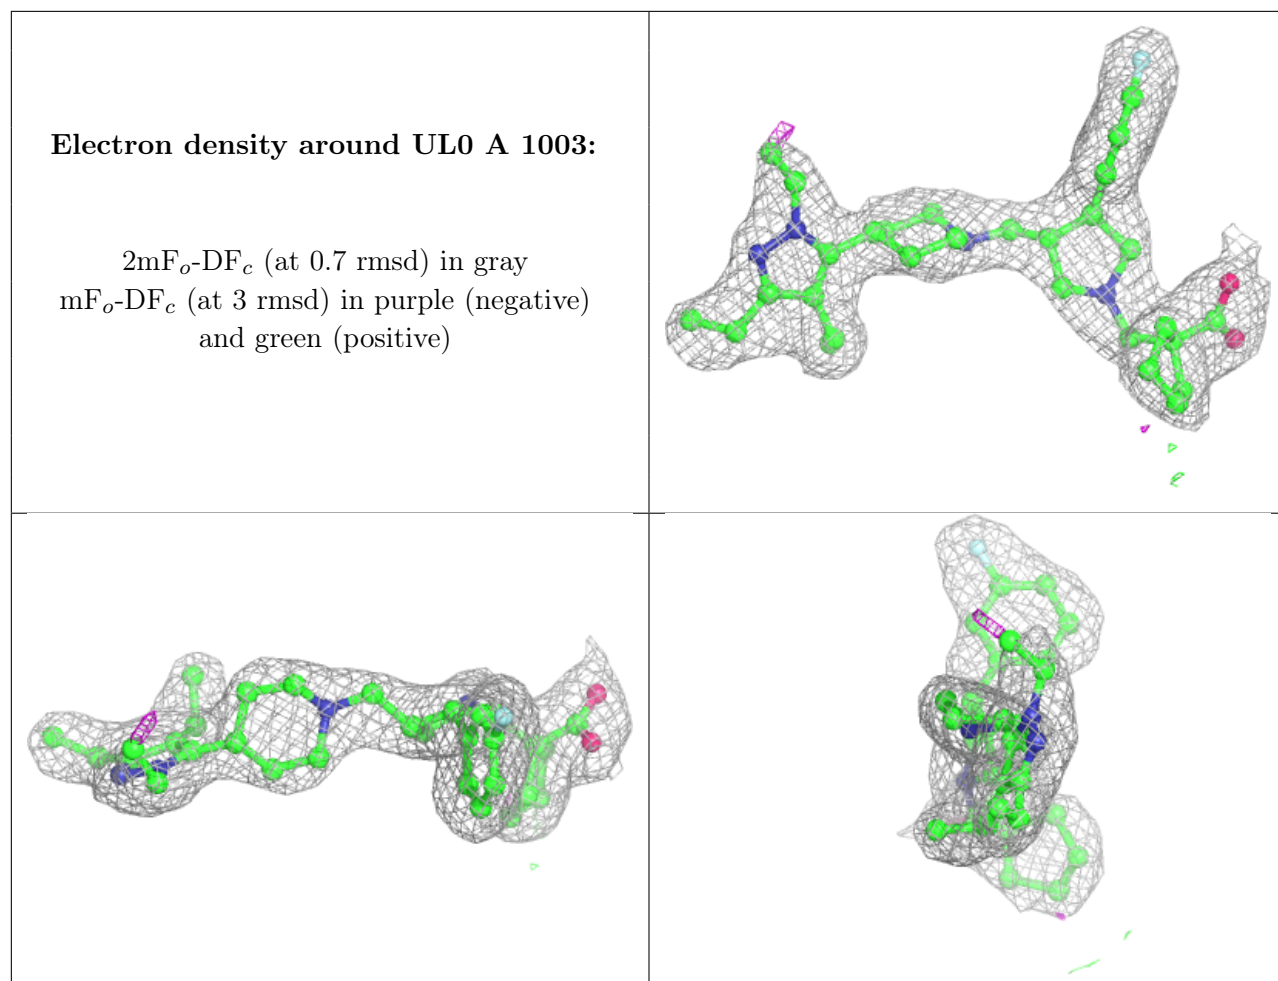 Electron density around UL0 A 1003:
2mFo-DFc (at 0.7 rmsd) in gray
mFo-DFc (at 3 rmsd) in purple (negative)
and green (positive)